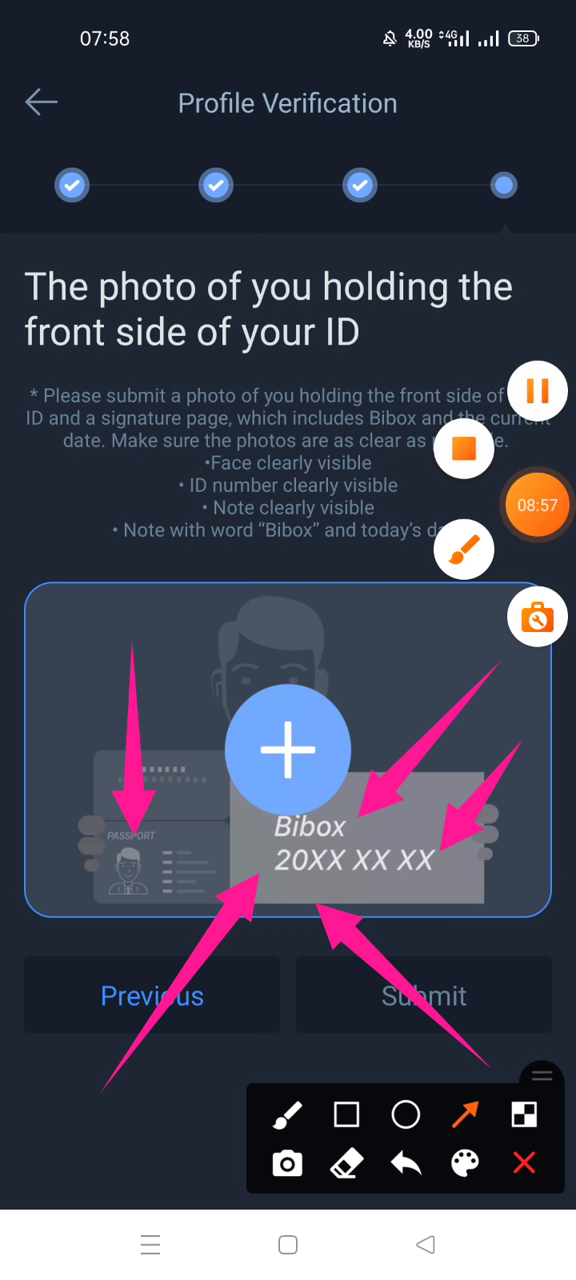 07:58
4.00
KB/S
4G
38
Profile Verification
The photo of you holding the
front side of your ID
* Please submit a photo of you holding the front side of
ID and a signature page, which includes Bibox and the current
date. Make sure the photos are as clear as
•Face clearly visible
• ID number clearly visible
• Note clearly visible
• Note with word “Bibox” and today’s
08:57
PASSPORT
Bibox
20XX XX XX
Previous
Submit